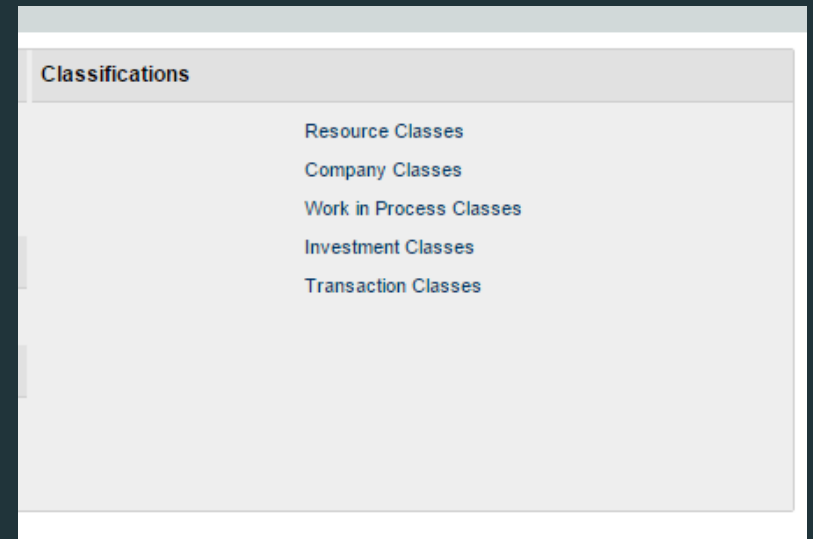 Classifications
Resource Classes
Company Classes
Work in Process Classes
Investment Classes
Transaction Classes